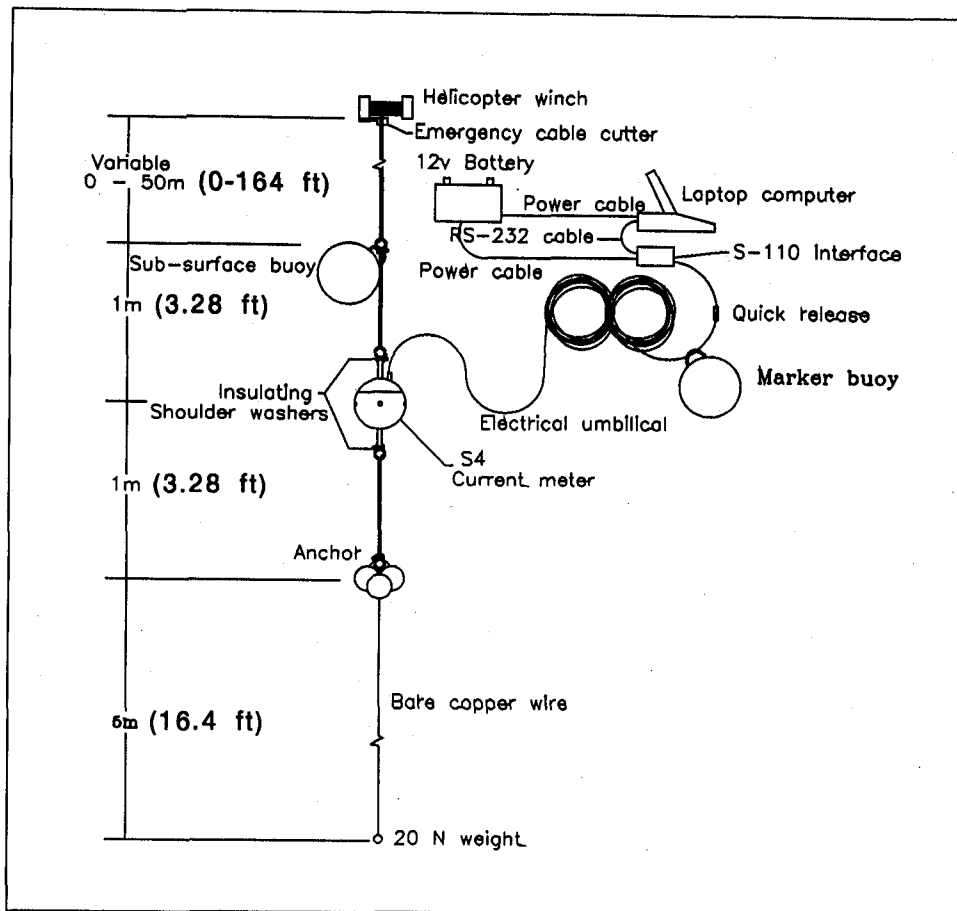 Helicopter winch
Emergency cable cutter
Variable
0 - 50m (0-164 ft)
12v Battery
Power cable
Laptop computer
RS-232 cable
S-110 Interface
Power cable
Sub-surface buoy
1m (3.28 ft)
Quick release
Marker buoy
Insulating
Shoulder washers
Electrical umbilical
S4
Current meter
1m (3.28 ft)
Anchor
Bare copper wire
5m (16.4 ft)
20 N weight